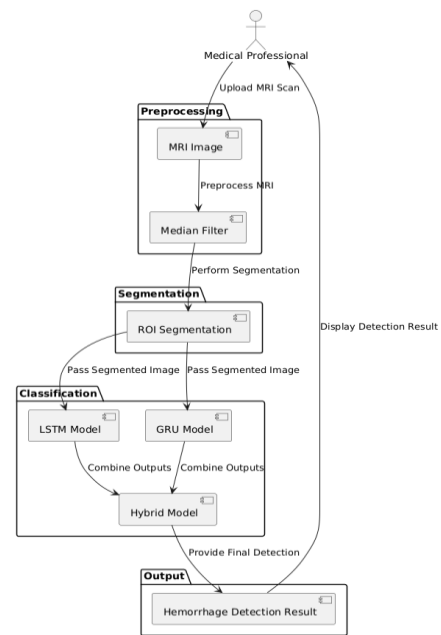 Medical Professional
Upload MRI Scan
Preprocessing
MRI Image
Preprocess MRI
Median Filter
Perform Segmentation
Segmentation
ROI Segmentation
Display Detection Result
Pass Segmented Image
Pass Segmented Image
Classification
LSTM Model
GRU Model
Combine Outputs
Combine Outputs
Hybrid Model
Provide Final Detection
Output
Hemorrhage Detection Result